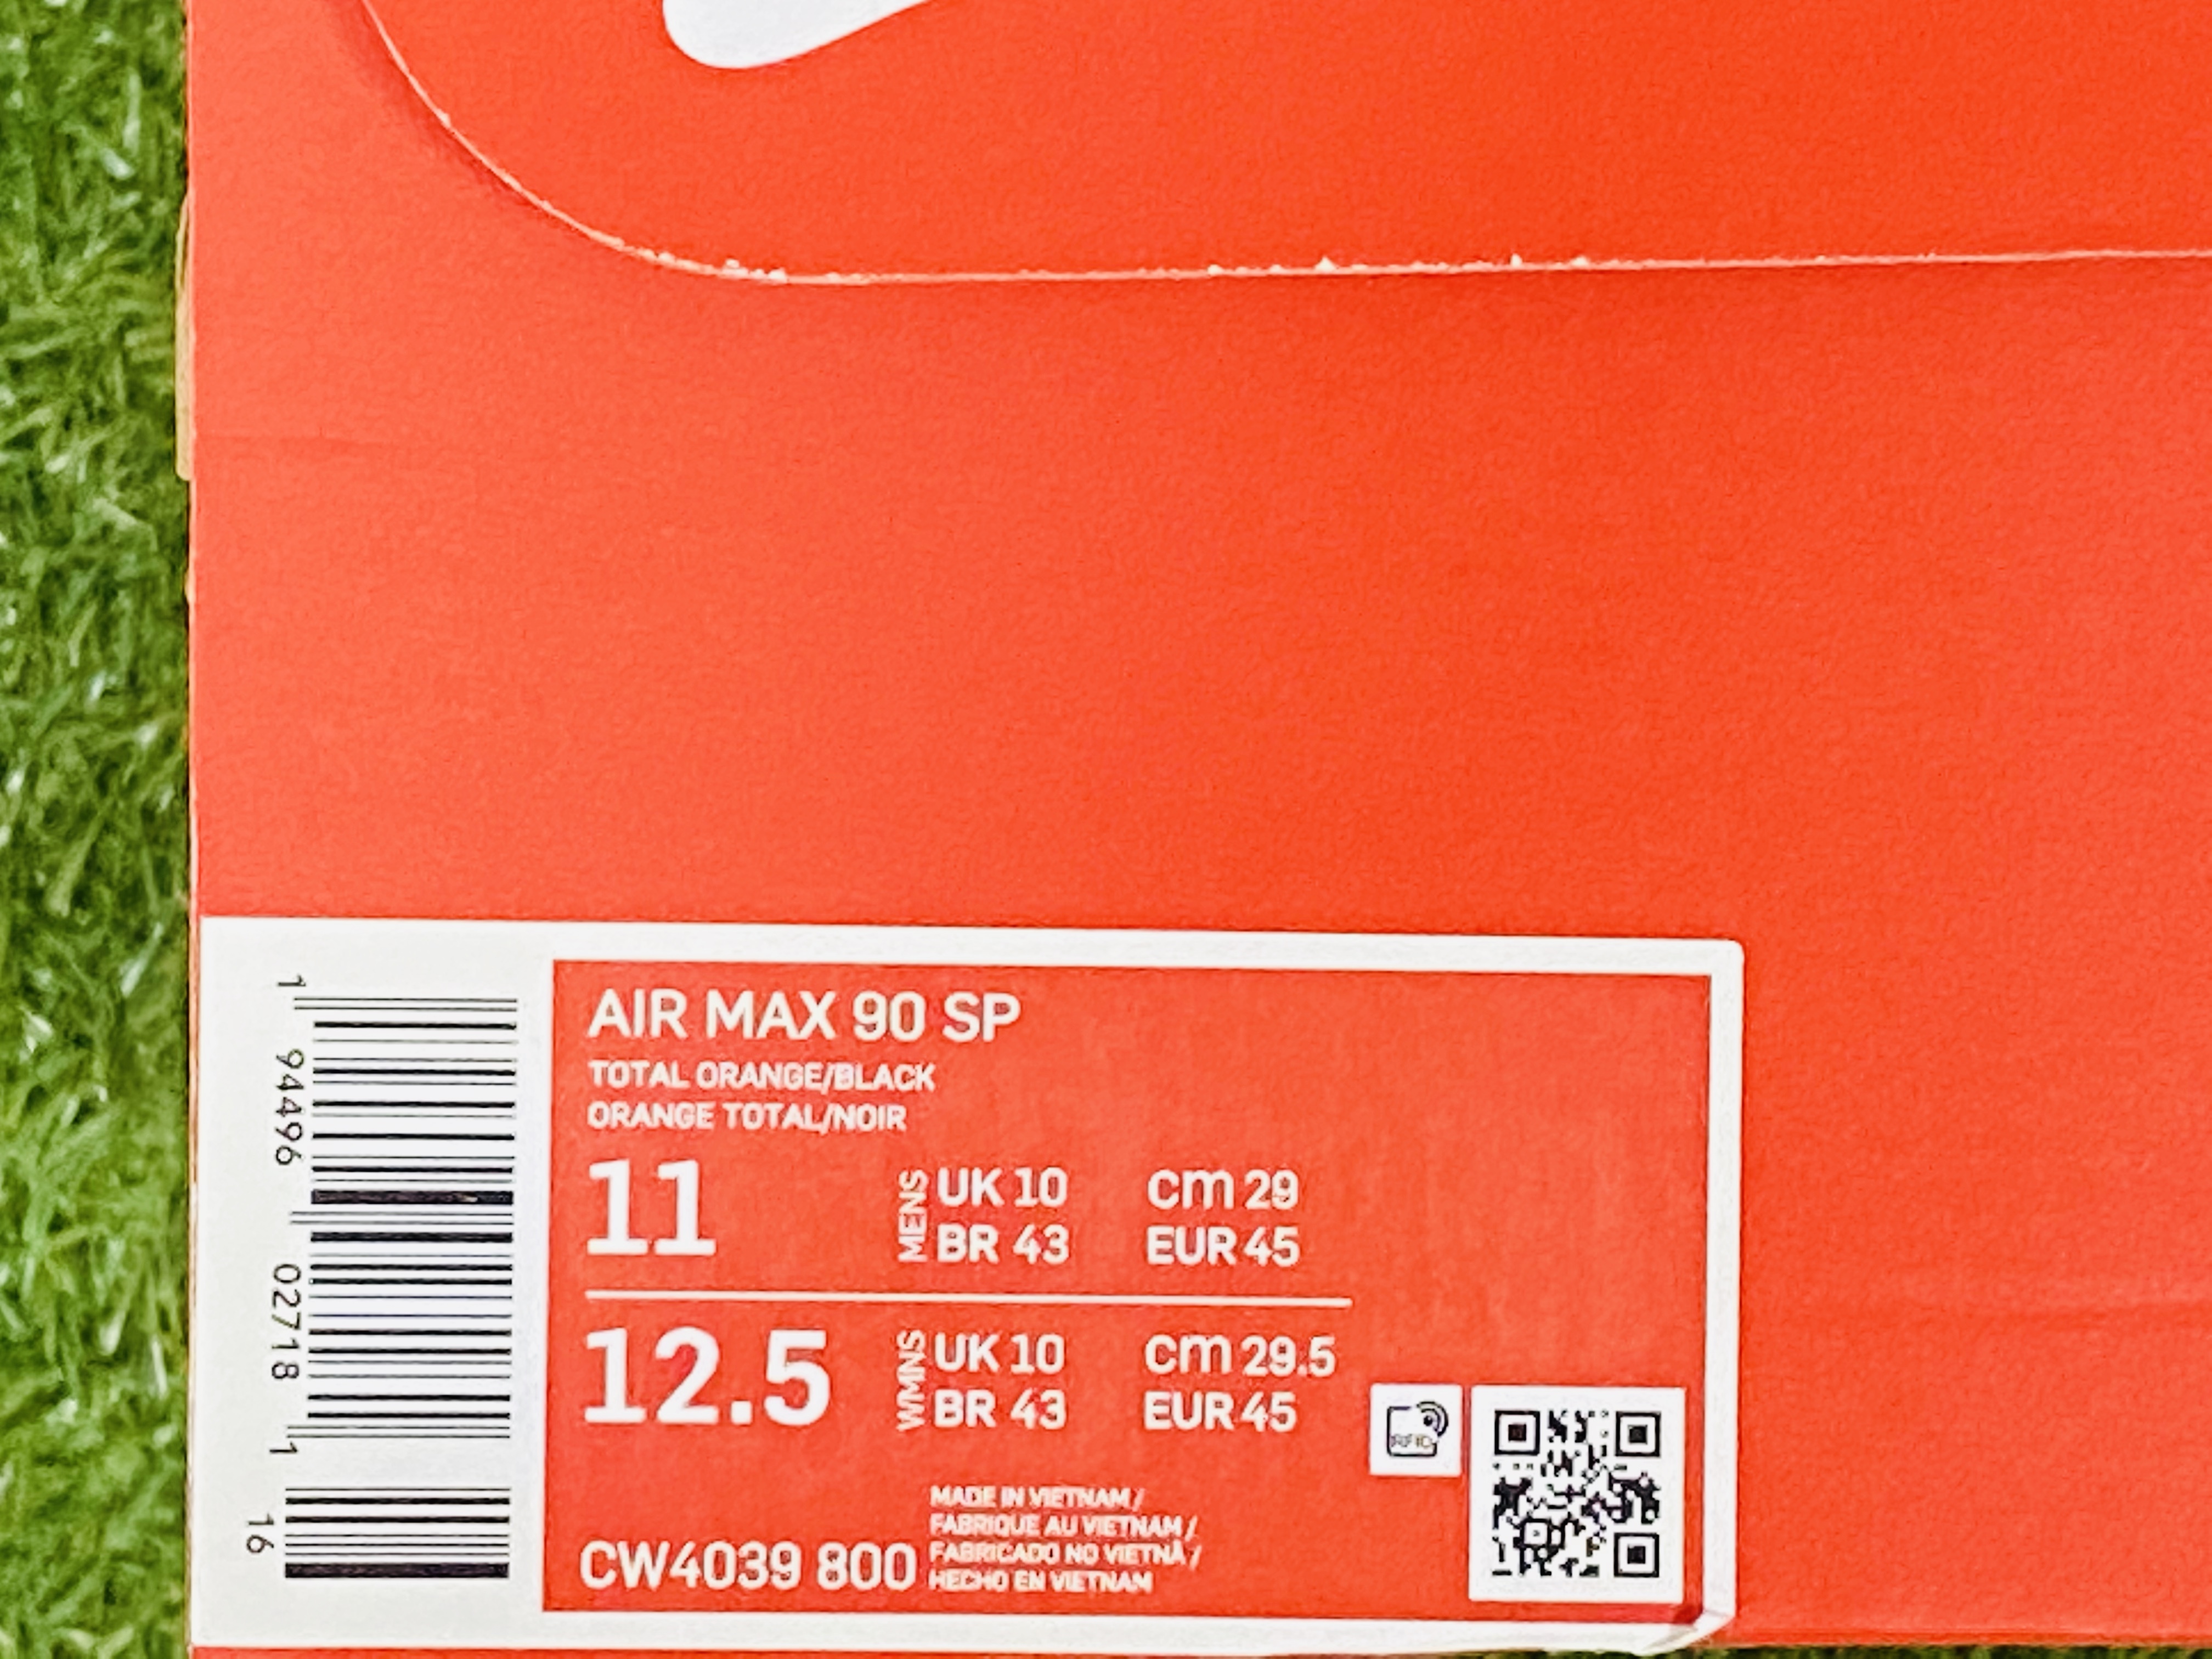 1 94496 02718 1
16
AIR MAX 90 SP
TOTAL ORANGE/BLACK
ORANGE TOTAL/NOIR
11
MENS
UK 10 cm 29
BR 43 EUR 45
12.5
WMNS
UK 10 cm 29.5
BR 43 EUR 45
CW4039 800
MADE IN VIETNAM /
FABRIQUE AU VIETNAM /
FABRICADO NO VIETNÃ /
HECHO EN VIETNAM
RFID